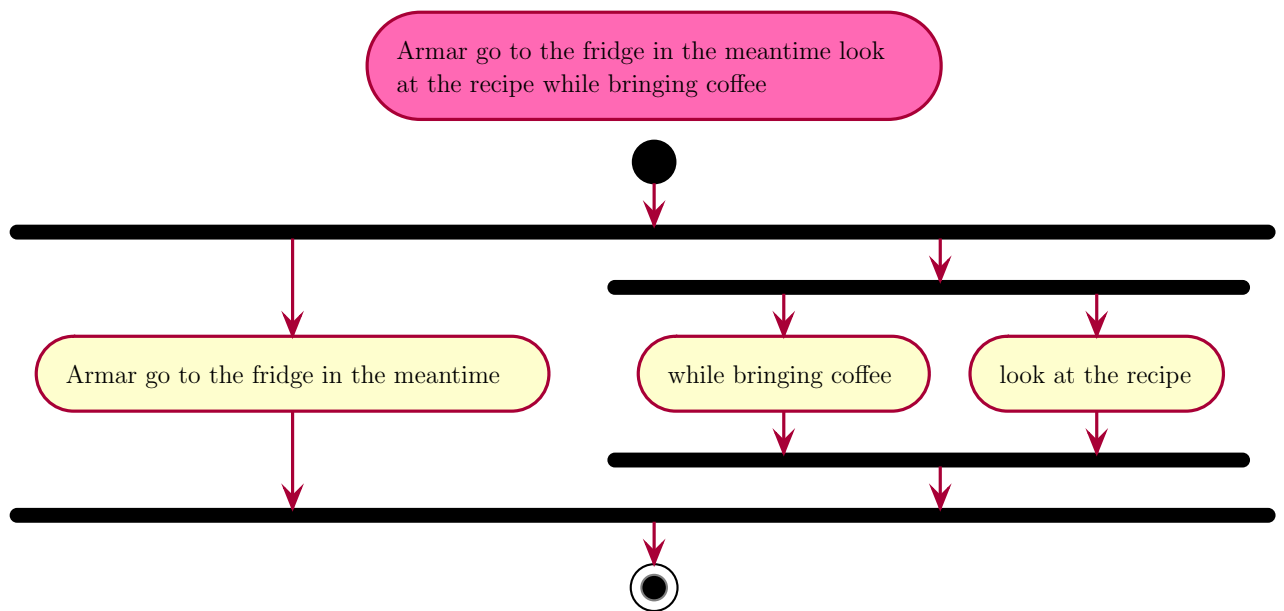 Armar go to the fridge in the meantime look
at the recipe while bringing coffee
Armar go to the fridge in the meantime
while bringing coffee
look at the recipe